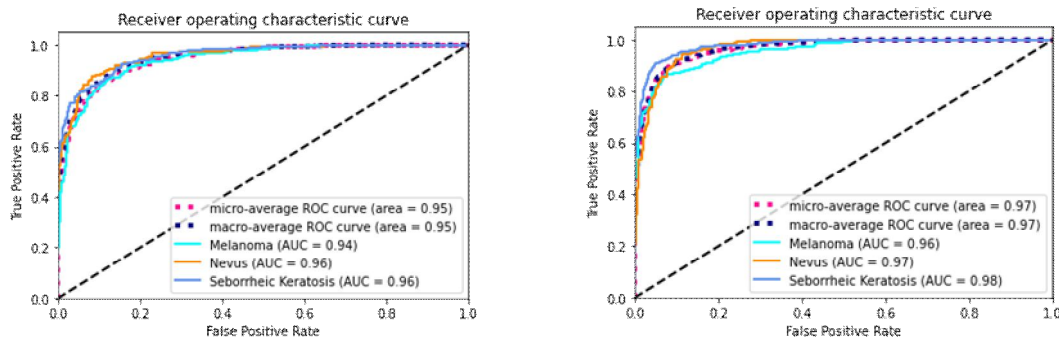 Receiver operating characteristic curve
1.0
0.8
0.6
0.4
0.2
0.0
True Positive Rate
micro-average ROC curve (area = 0.95)
macro-average ROC curve (area = 0.95)
Melanoma (AUC = 0.94)
Nevus (AUC = 0.96)
Seborrheic Keratosis (AUC = 0.96)
0.0 0.2 0.4 0.6 0.8 1.0
False Positive Rate
Receiver operating characteristic curve
1.0
0.8
0.6
0.4
0.2
0.0
True Positive Rate
micro-average ROC curve (area = 0.97)
macro-average ROC curve (area = 0.97)
Melanoma (AUC = 0.96)
Nevus (AUC = 0.97)
Seborrheic Keratosis (AUC = 0.98)
0.0 0.2 0.4 0.6 0.8 1.0
False Positive Rate